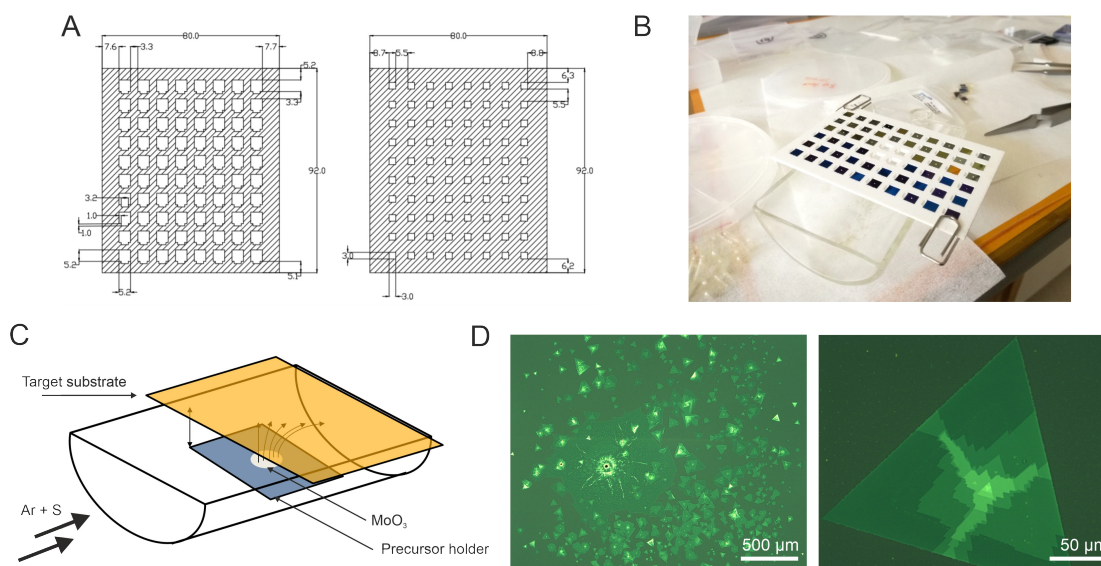 A
80.0
7.6
3.3
7.7
5.2
3.3
92.0
3.2
1.0
1.0
5.2
5.1
5.2
80.0
8.7
5.5
8.8
6.3
5.5
92.0
3.0
6.2
3.0
B
C
Target substrate
Ar + S
MoO₃
Precursor holder
D
500 µm
50 µm